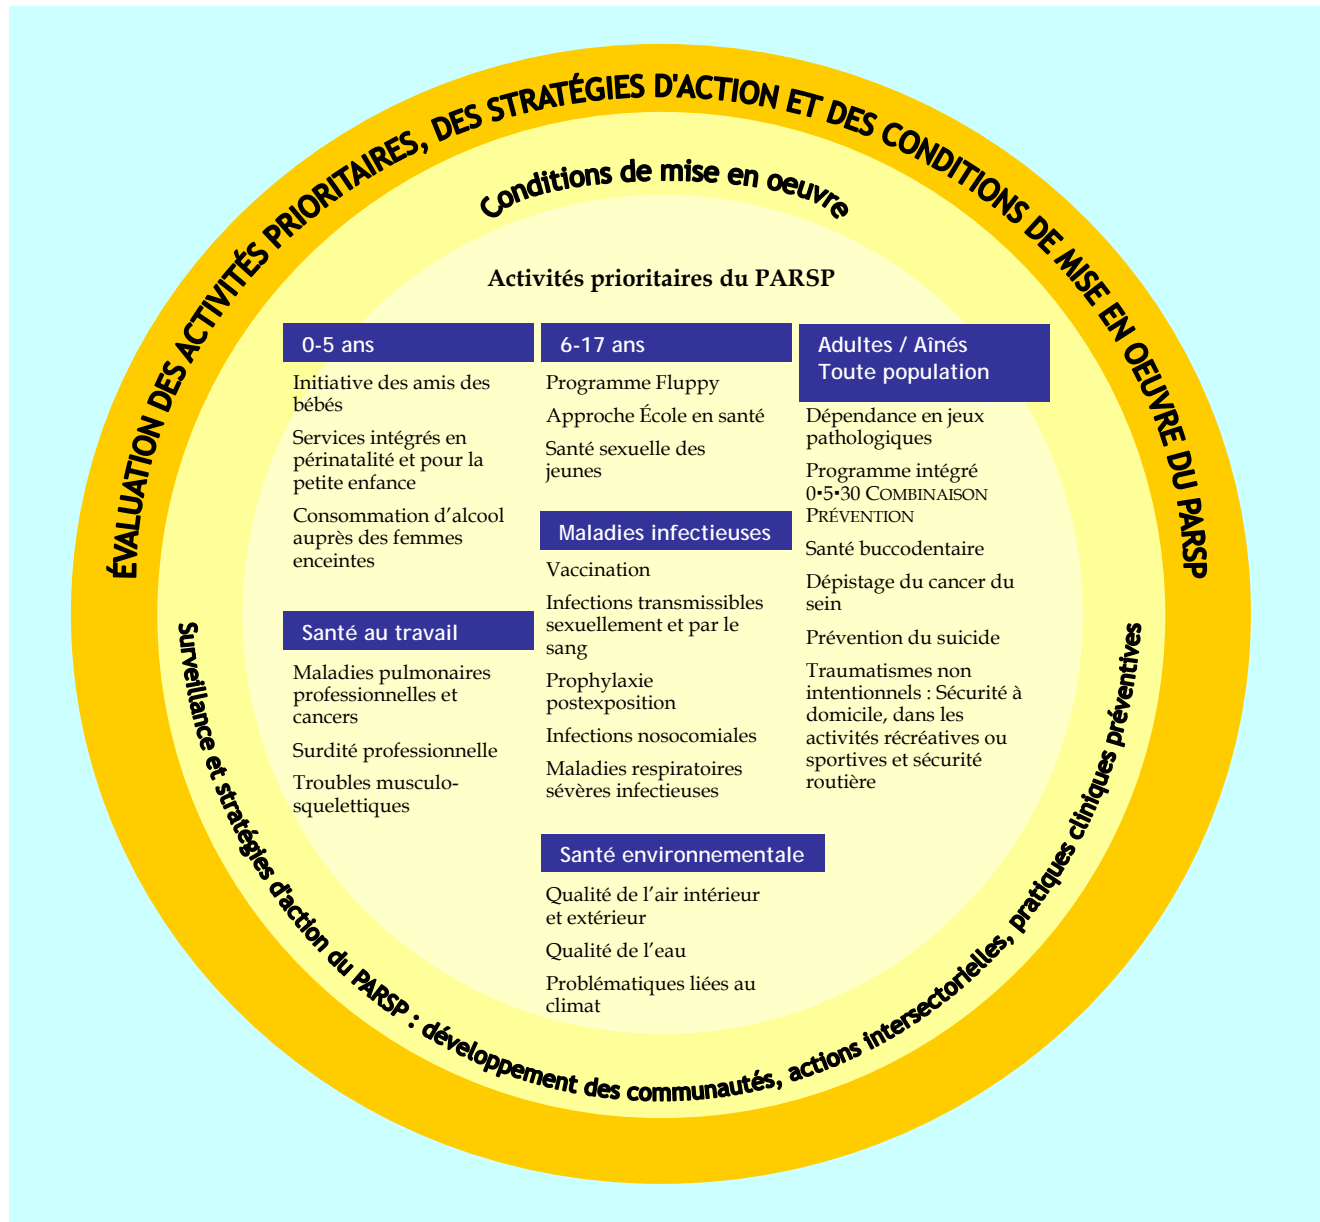 ÉVALUATION DES ACTIVITÉS PRIORITAIRES, DES STRATÉGIES D'ACTION ET DES CONDITIONS DE MISE EN OEUVRE DU PARSP
Conditions de mise en oeuvre
Activités prioritaires du PARSP
0-5 ans
Initiative des amis des
bébés
Services intégrés en
périnatalité et pour la
petite enfance
Consommation d’alcool
auprès des femmes
enceintes
Santé au travail
Maladies pulmonaires
professionnelles et
cancers
Surdité professionnelle
Troubles musculo-
squelettiques
6-17 ans
Programme Fluppy
Approche École en santé
Santé sexuelle des
jeunes
Maladies infectieuses
Vaccination
Infections transmissibles
sexuellement et par le
sang
Prophylaxie
postexposition
Infections nosocomiales
Maladies respiratoires
sévères infectieuses
Santé environnementale
Qualité de l’air intérieur
et extérieur
Qualité de l’eau
Problématiques liées au
climat
Adultes / Aînés
Toute population
Dépendance en jeux
pathologiques
Programme intégré
0▪5▪30 COMBINAISON
PRÉVENTION
Santé buccodentaire
Dépistage du cancer du
sein
Prévention du suicide
Traumatismes non
intentionnels : Sécurité à
domicile, dans les
activités récréatives ou
sportives et sécurité
routière
Surveillance et stratégies d'action du PARSP : développement des communautés, actions intersectorielles, pratiques cliniques préventives